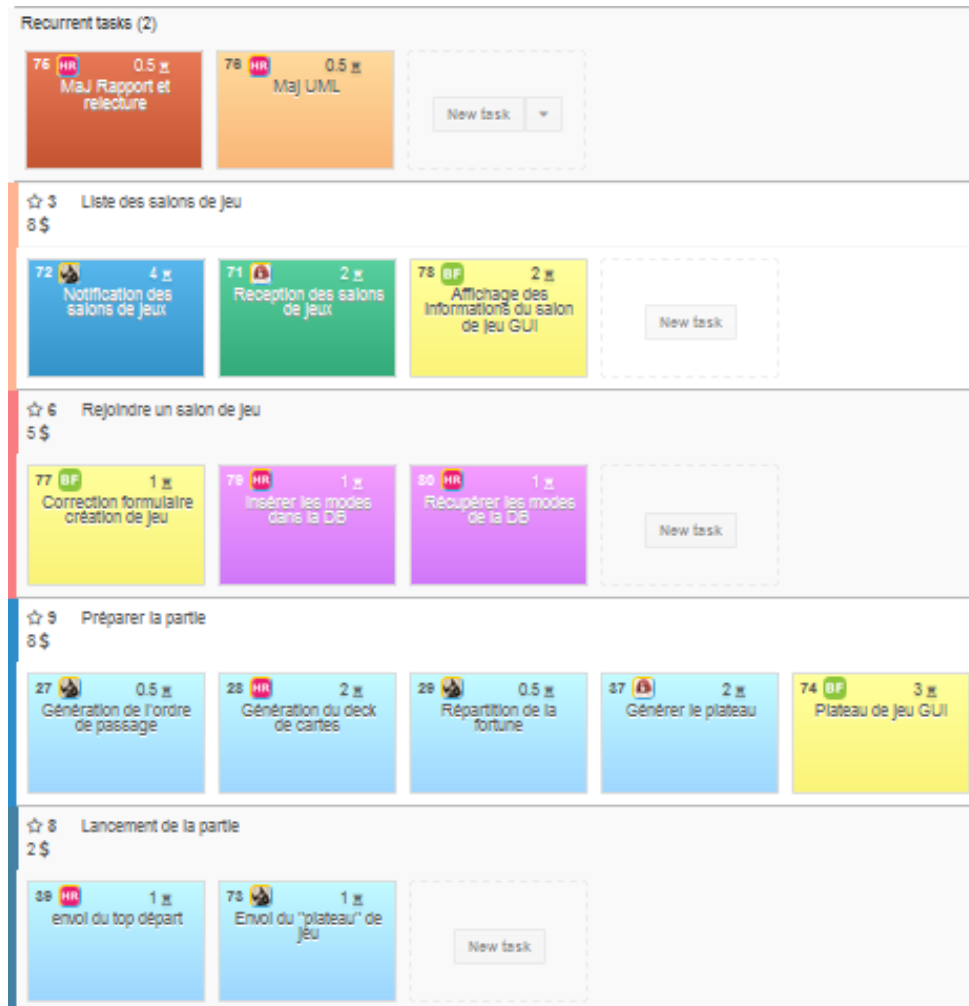 Recurrent tasks (2)
75 HR 0.5
MaJ Rapport et
relecture
76 HR 0.5
Maj UML
New task
3 Liste des salons de jeu
8 $
72 4
Notification des
salons de jeux
71 2
Reception des salons
de jeux
78 BF 2
Affichage des
informations du salon
de jeu GUI
New task
6 Rejoindre un salon de jeu
5 $
77 BF 1
Correction formulaire
création de jeu
79 HR 1
Insérer les modes
dans la DB
80 HR 1
Récupérer les modes
de la DB
New task
9 Préparer la partie
8 $
27 0.5
Génération de l'ordre
de passage
28 HR 2
Génération du deck
de cartes
29 0.5
Répartition de la
fortune
37 2
Générer le plateau
74 BF 3
Plateau de jeu GUI
8 Lancement de la partie
2 $
39 HR 1
envoi du top départ
73 1
Envoi du "plateau" de
jeu
New task